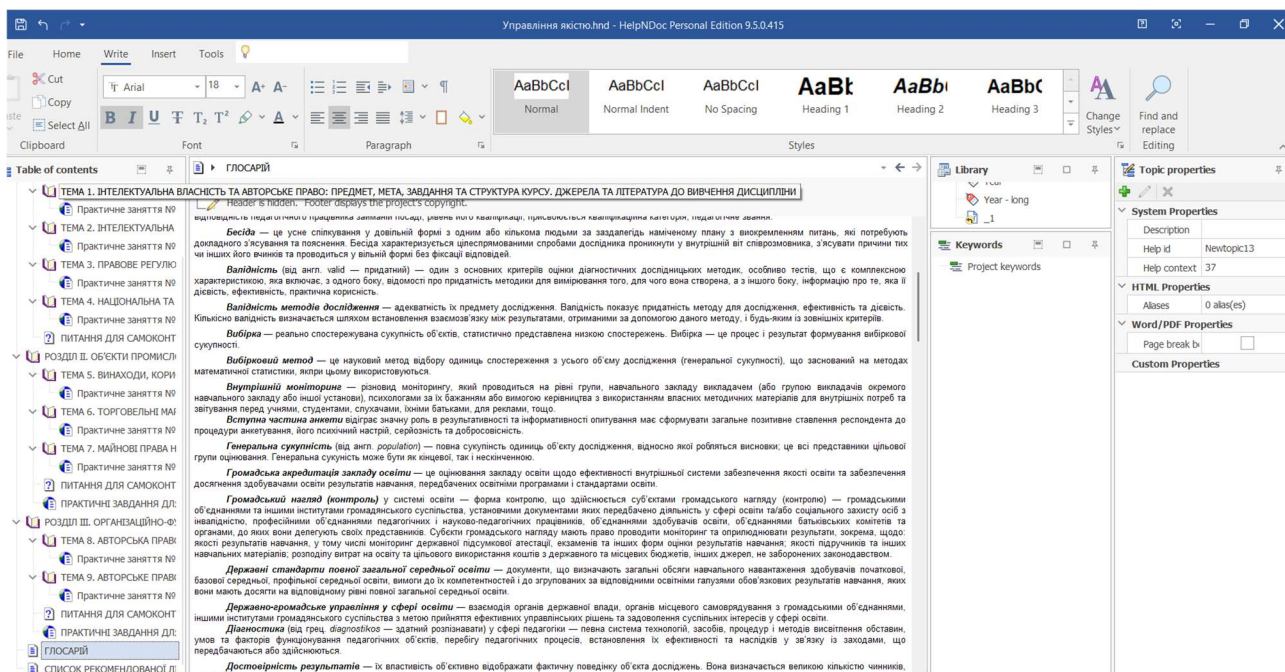 Управління якістю.hnd - HelpNDoc Personal Edition 9.5.0.415
File Home Write Insert Tools
Cut
Copy
Select All
Clipboard
Arial 18 A+ A-
B I U
Font
Paragraph
AaBbCcI AaBbCcI AaBbCcI AaBb AaBb AaBbC
Normal Normal Indent No Spacing Heading 1 Heading 2 Heading 3
Styles
Change Styles
Find and replace
Editing
Table of contents
ТЕМА 1. ІНТЕЛЕКТУАЛЬНА ВЛАСНІСТЬ ТА АВТОРСЬКЕ ПРАВО: ПРЕДМЕТ, МЕТА, ЗАВДАННЯ ТА СТРУКТУРА КУРСУ. ДЖЕРЕЛА ТА ЛІТЕРАТУРА ДО ВИВЧЕННЯ ДИСЦИПЛІНИ
Практичне заняття №
ТЕМА 2. ІНТЕЛЕКТУАЛЬНА
Практичне заняття №
ТЕМА 3. ПРАВОВЕ РЕГУЛЮ
Практичне заняття №
ТЕМА 4. НАЦІОНАЛЬНА ТА
Практичне заняття №
ПИТАННЯ ДЛЯ САМОКОНТ
РОЗДІЛ ІІ. ОБ'ЄКТИ ПРОМИСЛО
ТЕМА 5. ВИНАХОДИ, КОРИ
Практичне заняття №
ТЕМА 6. ТОРГОВЕЛЬНІ МАР
Практичне заняття №
ТЕМА 7. МАЙНОВІ ПРАВА Н
Практичне заняття №
ПИТАННЯ ДЛЯ САМОКОНТ
ПРАКТИЧНІ ЗАВДАННЯ ДЛЯ
РОЗДІЛ ІІІ. ОРГАНІЗАЦІЙНО-Ф
ТЕМА 8. АВТОРСЬКА ПРАВО
Практичне заняття №
ТЕМА 9. АВТОРСЬКЕ ПРАВО
Практичне заняття №
ПИТАННЯ ДЛЯ САМОКОНТ
ПРАКТИЧНІ ЗАВДАННЯ ДЛЯ
ГЛОСАРІЙ
СПИСОК РЕКОМЕНДОВАНОЇ Л
ГЛОСАРІЙ
Header is hidden. Footer displays the project's copyright.
відповідність педагогічного працівника займаній посаді, рівень його кваліфікації, присвоюється кваліфікаційна категорія, педагогічне звання.
Бесіда — це усне спілкування у довільній формі з одним або кількома людьми за заздалегідь наміченому плану з виокремленням питань, які потребують
докладного з'ясування та пояснення. Бесіда характеризується цілеспрямованими спробами дослідника проникнути у внутрішній віт співрозмовника, з'ясувати причини тих
чи інших його вчинків та проводиться у вільній формі без фіксації відповідей.
Валідність (від англ. valid — придатний) — один з основних критеріїв оцінки діагностичних дослідницьких методик, особливо тестів, що є комплексною
характеристикою, яка включає, з одного боку, відомості про придатність методики для вимірювання того, для чого вона створена, а з іншого боку, інформацію про те, яка її
дієвість, ефективність, практична корисність.
Валідність методів дослідження — адекватність їх предмету дослідження. Валідність показує придатність методу для дослідження, ефективність та дієвість.
Кількісно валідність визначається шляхом встановлення взаємозв'язку між результатами, отриманими за допомогою даного методу, і будь-яким із зовнішніх критеріїв.
Вибірка — реально спостережувана сукупність об'єктів, статистично представлена низкою спостережень. Вибірка — це процес і результат формування вибіркової
сукупності.
Вибірковий метод — це науковий метод відбору одиниць спостереження з усього об'єму дослідження (генеральної сукупності), що заснований на методах
математичної статистики, якпри цьому використовуються.
Внутрішній моніторинг — різновид моніторингу, який проводиться на рівні групи, навчального закладу викладачем (або групою викладачів окремого
навчального закладу або іншої установи), психологами за їх бажанням або вимогою керівництва з використанням власних методичних матеріалів для внутрішніх потреб та
звітування перед учнями, студентами, слухачами, їхніми батьками, для реклами, тощо.
Вступна частина анкети відіграє значну роль в результативності та інформативності опитування має сформувати загальне позитивне ставлення респондента до
процедури анкетування, його психічний настрій, серйозність та добросовісність.
Генеральна сукупність (від англ. population) — повна сукупність одиниць об'єкту дослідження, відносно якої робляться висновки; це всі представники цільової
групи оцінювання. Генеральна сукуність може бути як кінцевої, так і нескінченною.
Громадська акредитація закладу освіти — це оцінювання закладу освіти щодо ефективності внутрішньої системи забезпечення якості освіти та забезпечення
досягнення здобувачами освіти результатів навчання, передбачених освітніми програмами і стандартами освіти.
Громадський нагляд (контроль) у системі освіти — форма контролю, що здійснюється суб'єктами громадського нагляду (контролю) — громадськими
об'єднаннями та іншими інститутами громадянського суспільства, установчими документами яких передбачено діяльність у сфері освіти та/або соціального захисту осіб з
інвалідністю, професійними об'єднаннями педагогічних і науково-педагогічних працівників, об'єднаннями здобувачів освіти, об'єднаннями батьківських комітетів та
органами, до яких вони делегують своїх представників. Субєкти громадського нагляду мають право проводити моніторинг та оприлюднювати результати, зокрема, щодо:
якості результатів навчання, у тому числі моніторинг державної підсумкової атестації, екзаменів та інших форм оцінки результатів навчання; якості підручників та інших
навчальних матеріалів; розподілу витрат на освіту та цільового використання коштів з державного та місцевих бюджетів, інших джерел, не заборонених законодавством.
Державні стандарти повної загальної середньої освіти — документи, що визначають загальні обсяги навчального навантаження здобувачів початкової,
базової середньої, профільної середньої освіти, вимоги до їх компетентностей і до згрупованих за відповідними освітніми галузями обов'язкових результатів навчання, яких
вони мають досягти на відповідному рівні повної загальної середньої освіти.
Державно-громадське управління у сфері освіти — взаємодія органів державної влади, органів місцевого самоврядування з громадськими об'єднаннями,
іншими інститутами громадянського суспільства з метою прийняття ефективних управлінських рішень та задоволення суспільних інтересів у сфері освіти.
Діагностика (від грец. diagnostikos — здатний розпізнавати) у сфері педагогіки — певна система технологій, засобів, процедур і методів висвітлення обставин,
умов та факторів функціонування педагогічних об'єктів, перебігу педагогічних процесів, встановлення їх ефективності та наслідків у зв'язку із заходами, що
передбачаються або здійснюються.
Достовірність результатів — їх властивість об'єктивно відображати фактичну поведінку об'єкта досліджень. Вона визначається великою кількістю чинників,
Library
Year
Year - long
_1
Keywords
Project keywords
Topic properties
System Properties
Description
Help id Newtopic13
Help context 37
HTML Properties
Aliases 0 alias(es)
Word/PDF Properties
Page break b
Custom Properties